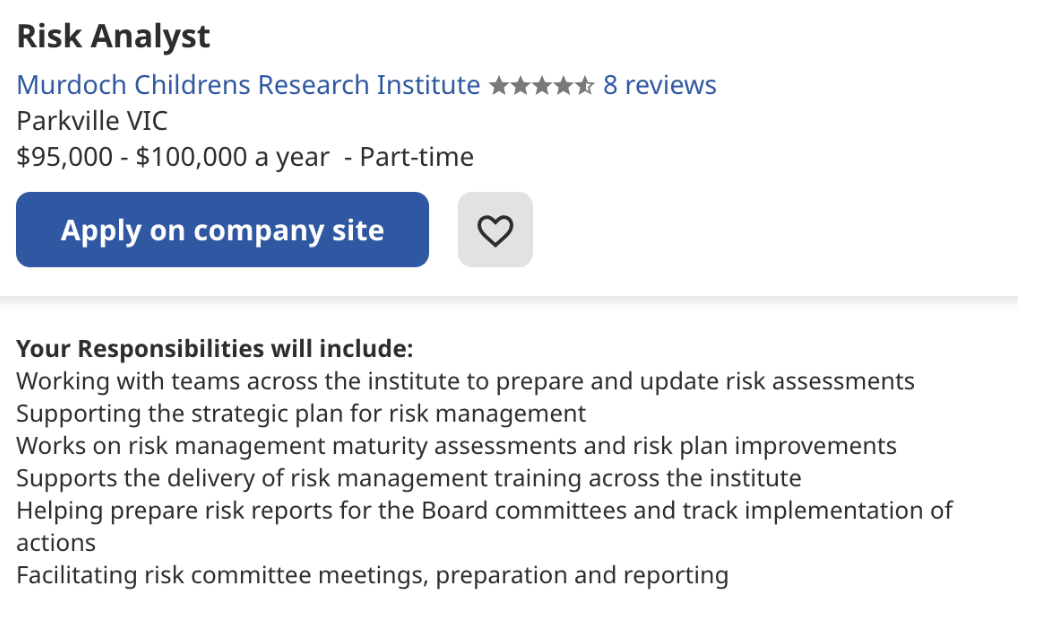 Risk Analyst
Murdoch Childrens Research Institute ★★★★⯪ 8 reviews
Parkville VIC
$95,000 - $100,000 a year - Part-time
Apply on company site
Your Responsibilities will include:
Working with teams across the institute to prepare and update risk assessments
Supporting the strategic plan for risk management
Works on risk management maturity assessments and risk plan improvements
Supports the delivery of risk management training across the institute
Helping prepare risk reports for the Board committees and track implementation of
actions
Facilitating risk committee meetings, preparation and reporting